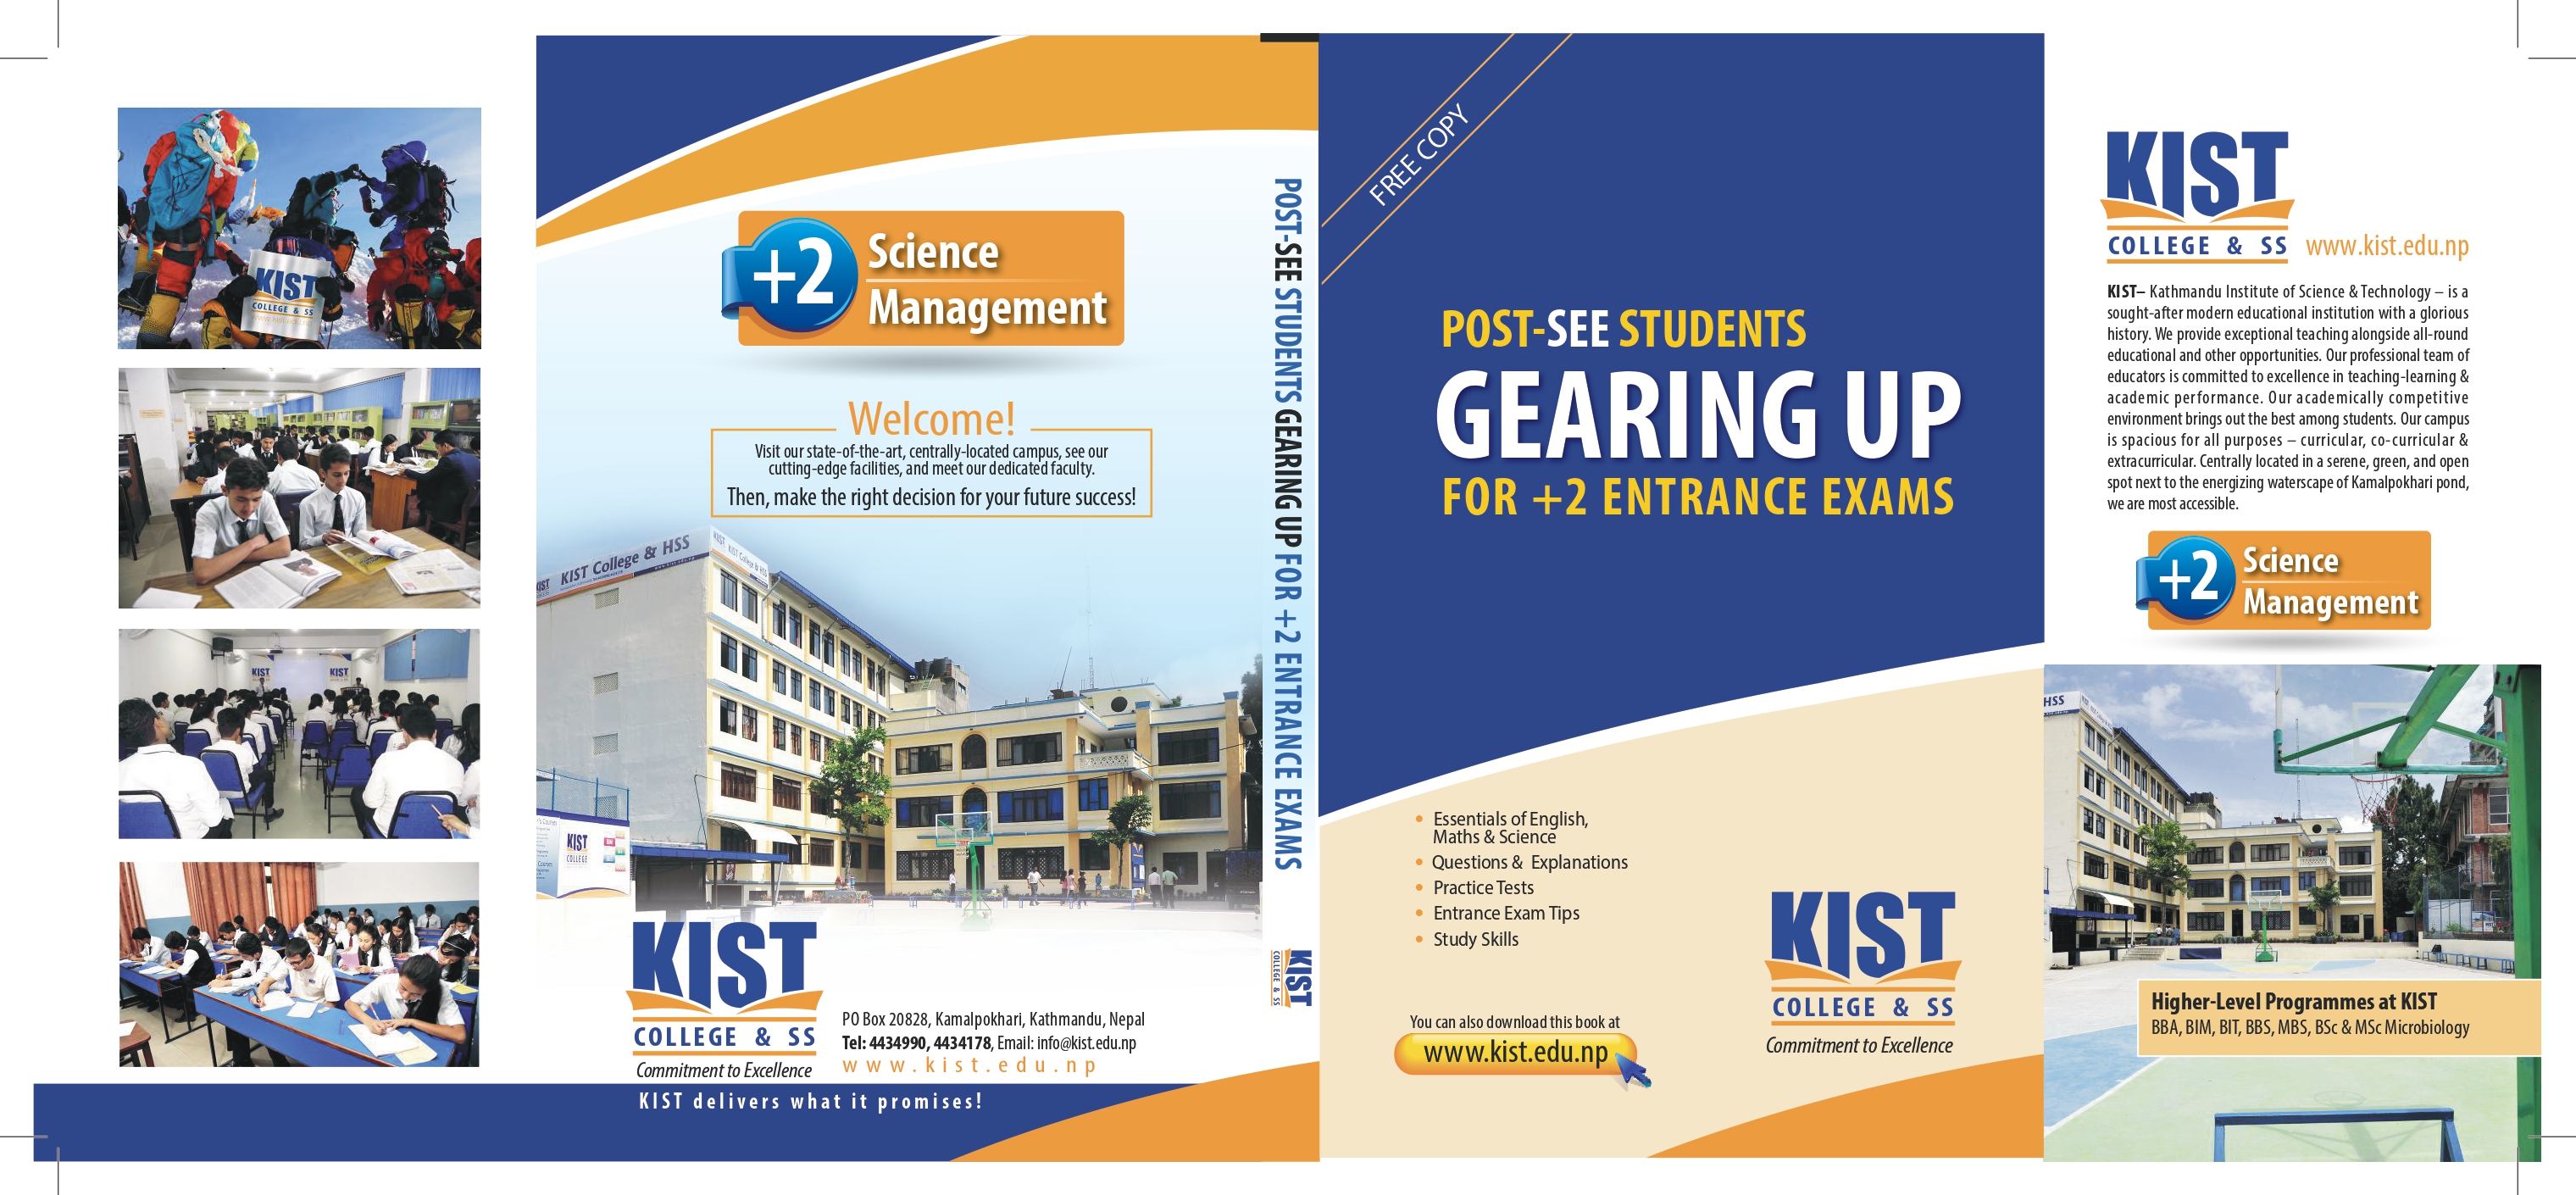 KIST
COLLEGE & SS
KIST
KIST
+2
Science
Management
Welcome!
Visit our state-of-the-art, centrally-located campus, see our
cutting-edge facilities, and meet our dedicated faculty.
Then, make the right decision for your future success!
KIST KIST College & HSS
KIST KIST College & HSS
KIST
COLLEGE
KIST
COLLEGE & SS
Commitment to Excellence
PO Box 20828, Kamalpokhari, Kathmandu, Nepal
Tel: 4434990, 4434178, Email: info@kist.edu.np
www.kist.edu.np
KIST delivers what it promises!
POST-SEE STUDENTS GEARING UP FOR +2 ENTRANCE EXAMS
KIST
COLLEGE & SS
FREE COPY
POST-SEE STUDENTS
GEARING UP
FOR +2 ENTRANCE EXAMS
• Essentials of English,
Maths & Science
• Questions & Explanations
• Practice Tests
• Entrance Exam Tips
• Study Skills
You can also download this book at
www.kist.edu.np
KIST
COLLEGE & SS
Commitment to Excellence
KIST
COLLEGE & SS
www.kist.edu.np
KIST– Kathmandu Institute of Science & Technology – is a
sought-after modern educational institution with a glorious
history. We provide exceptional teaching alongside all-round
educational and other opportunities. Our professional team of
educators is committed to excellence in teaching-learning &
academic performance. Our academically competitive
environment brings out the best among students. Our campus
is spacious for all purposes – curricular, co-curricular &
extracurricular. Centrally located in a serene, green, and open
spot next to the energizing waterscape of Kamalpokhari pond,
we are most accessible.
+2
Science
Management
HSS
Higher-Level Programmes at KIST
BBA, BIM, BIT, BBS, MBS, BSc & MSc Microbiology